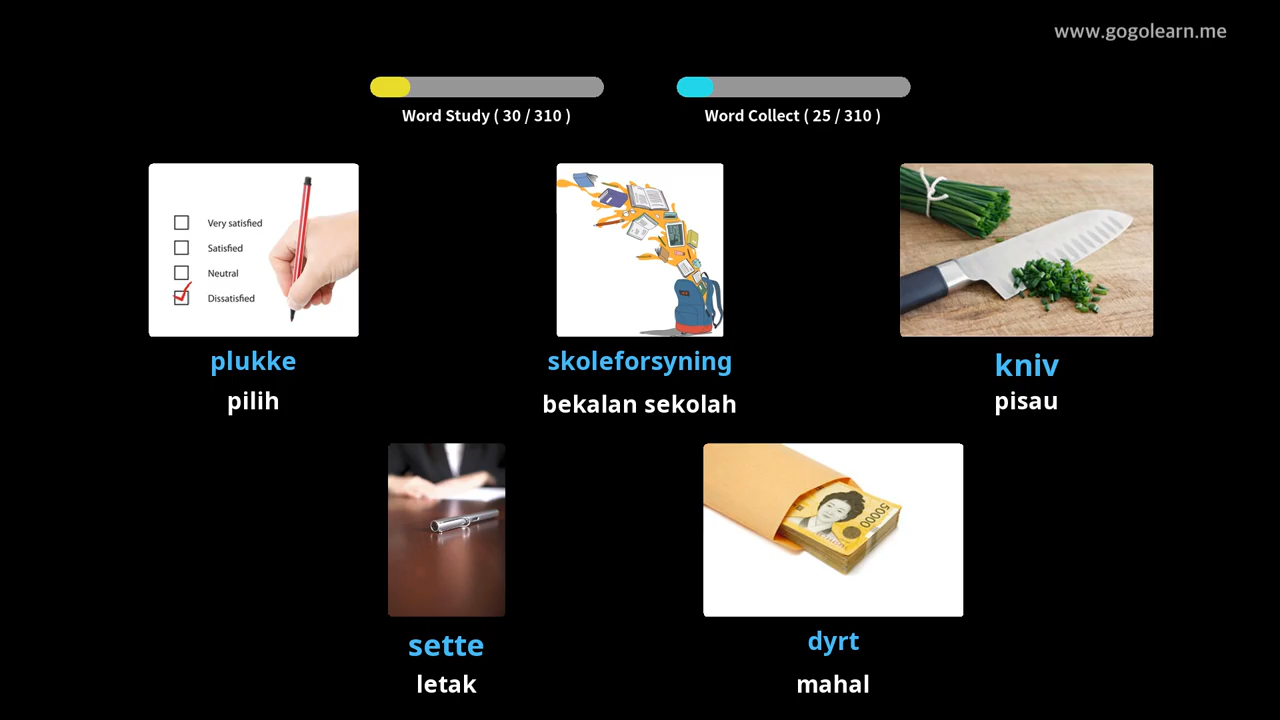 www.gogolearn.me
Word Study ( 30 / 310 )
Word Collect ( 25 / 310 )
Very satisfied
Satisfied
Neutral
Dissatisfied
plukke
pilih
skoleforsyning
bekalan sekolah
kniv
pisau
50000
sette
letak
dyrt
mahal